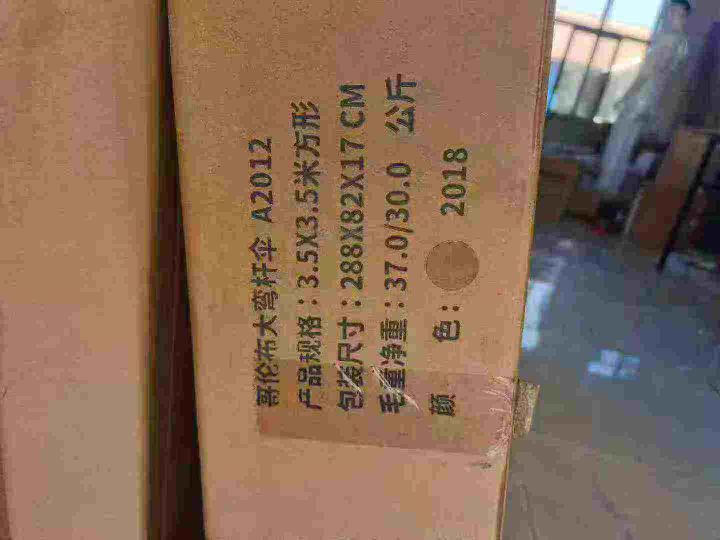 哥伦布大弯杆伞 A2012
产品规格：3.5X3.5米方形
包装尺寸：288X82X17 CM
毛重净重：37.0/30.0 公斤
颜 色： 2018